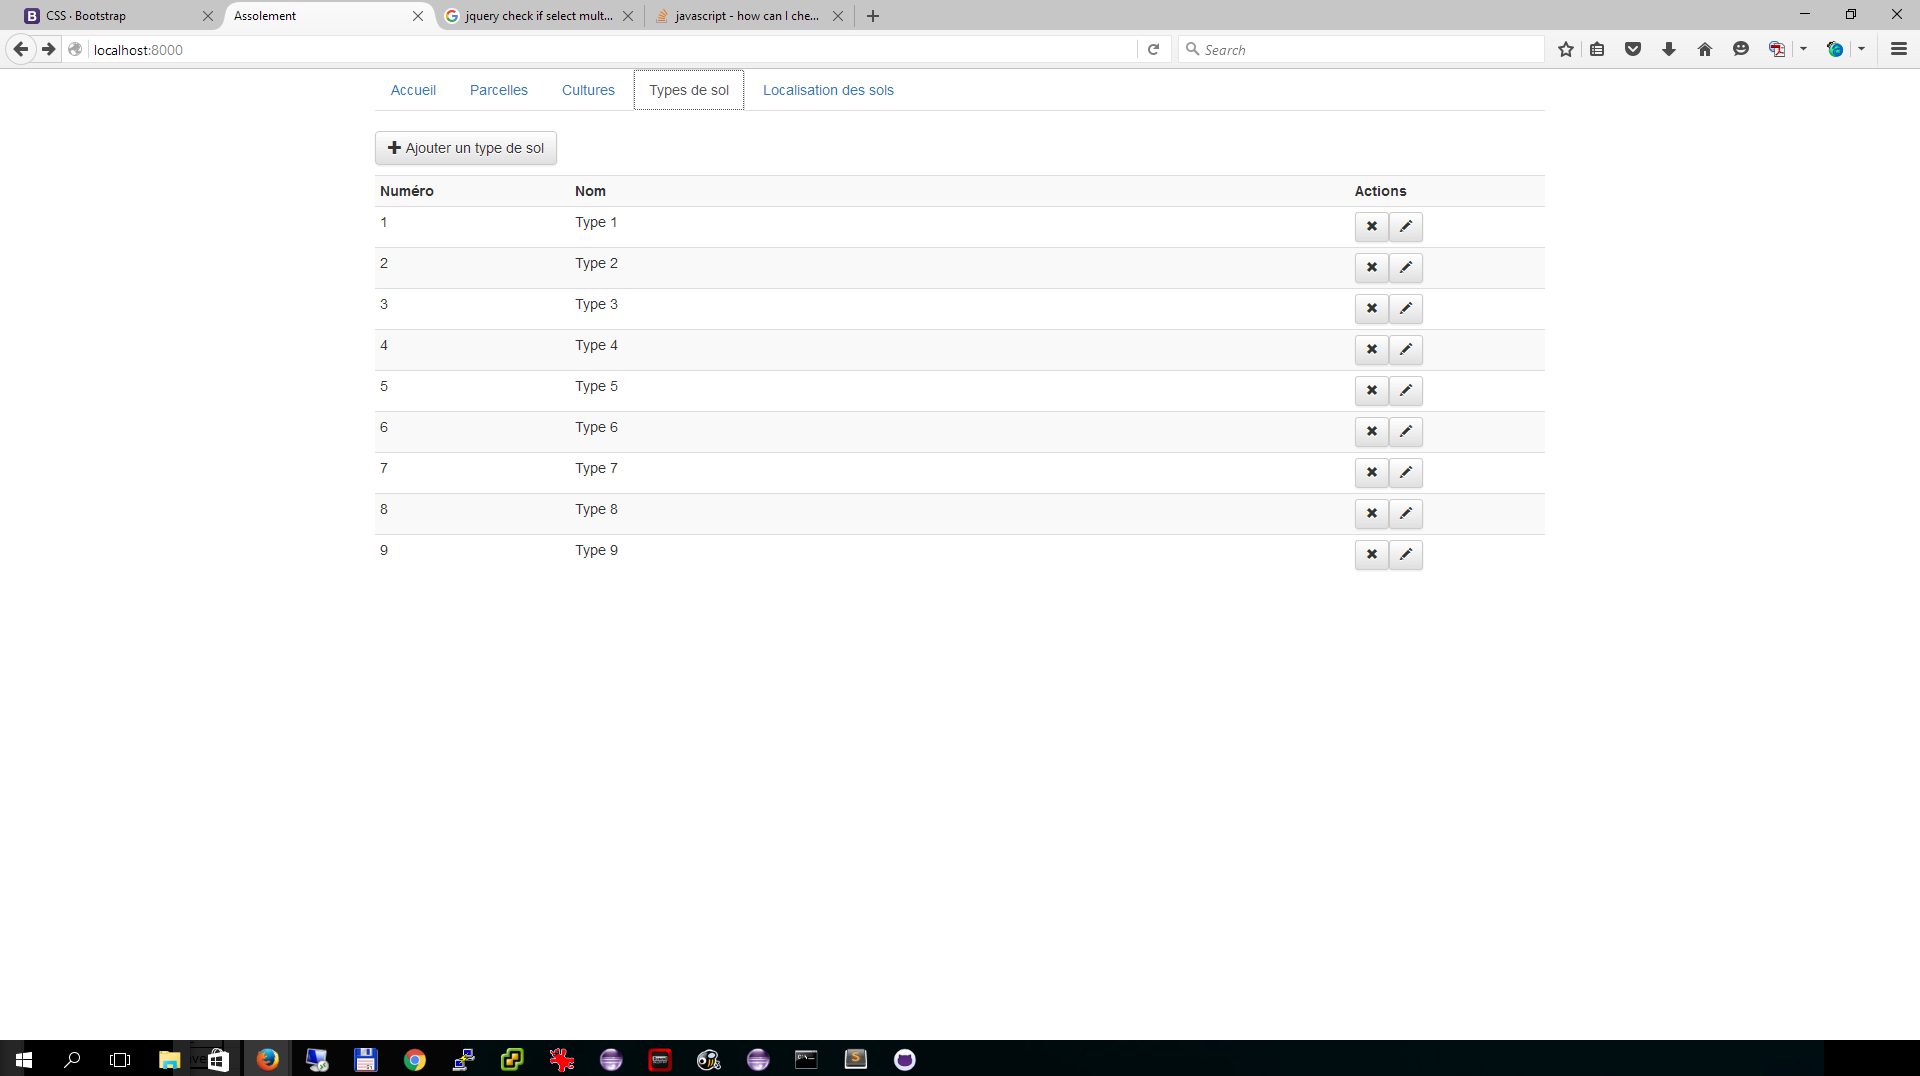 CSS · Bootstrap
Assolement
jquery check if select mult...
javascript - how can I che...
localhost:8000
Search
Accueil Parcelles Cultures Types de sol Localisation des sols
Ajouter un type de sol
Numéro Nom Actions
1 Type 1
2 Type 2
3 Type 3
4 Type 4
5 Type 5
6 Type 6
7 Type 7
8 Type 8
9 Type 9